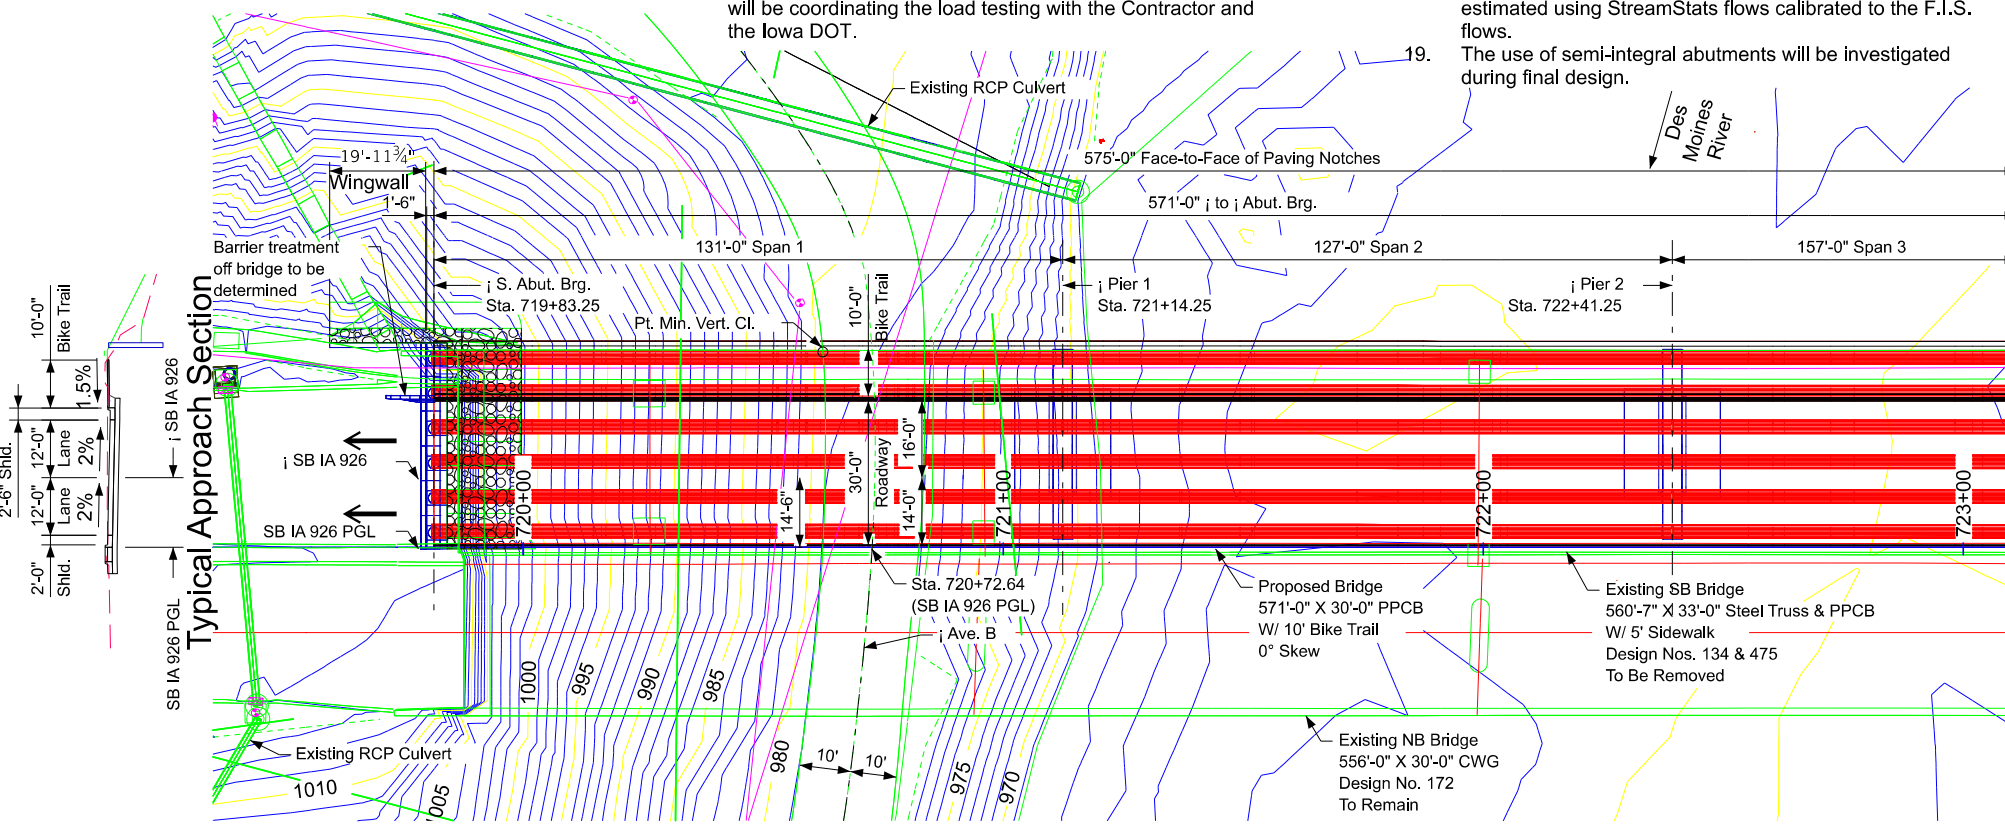 will be coordinating the load testing with the Contractor and
the Iowa DOT.
estimated using StreamStats flows calibrated to the F.I.S.
flows.
19. The use of semi-integral abutments will be investigated
during final design.
Existing RCP Culvert
Des
Moines
River
19'-11¾"
Wingwall
1'-6"
575'-0" Face-to-Face of Paving Notches
571'-0" ¡ to ¡ Abut. Brg.
131'-0" Span 1
127'-0" Span 2
157'-0" Span 3
Barrier treatment
off bridge to be
determined
¡ S. Abut. Brg.
Sta. 719+83.25
¡ Pier 1
Sta. 721+14.25
¡ Pier 2
Sta. 722+41.25
Pt. Min. Vert. Cl.
10'-0"
Bike Trail
10'-0"
Bike Trail
1.5%
2'-6" Shld.
12'-0"
Lane
2%
12'-0"
Lane
2%
2'-0"
Shld.
¡ SB IA 926
SB IA 926 PGL
Typical Approach Section
¡ SB IA 926
SB IA 926 PGL
720+00
14'-6"
30'-0"
Roadway
16'-0"
14'-0"
721+00
722+00
723+00
Sta. 720+72.64
(SB IA 926 PGL)
¡ Ave. B
Proposed Bridge
571'-0" X 30'-0" PPCB
W/ 10' Bike Trail
0° Skew
Existing SB Bridge
560'-7" X 33'-0" Steel Truss & PPCB
W/ 5' Sidewalk
Design Nos. 134 & 475
To Be Removed
Existing NB Bridge
556'-0" X 30'-0" CWG
Design No. 172
To Remain
Existing RCP Culvert
1010
1005
1000
995
990
985
980
10'
10'
975
970